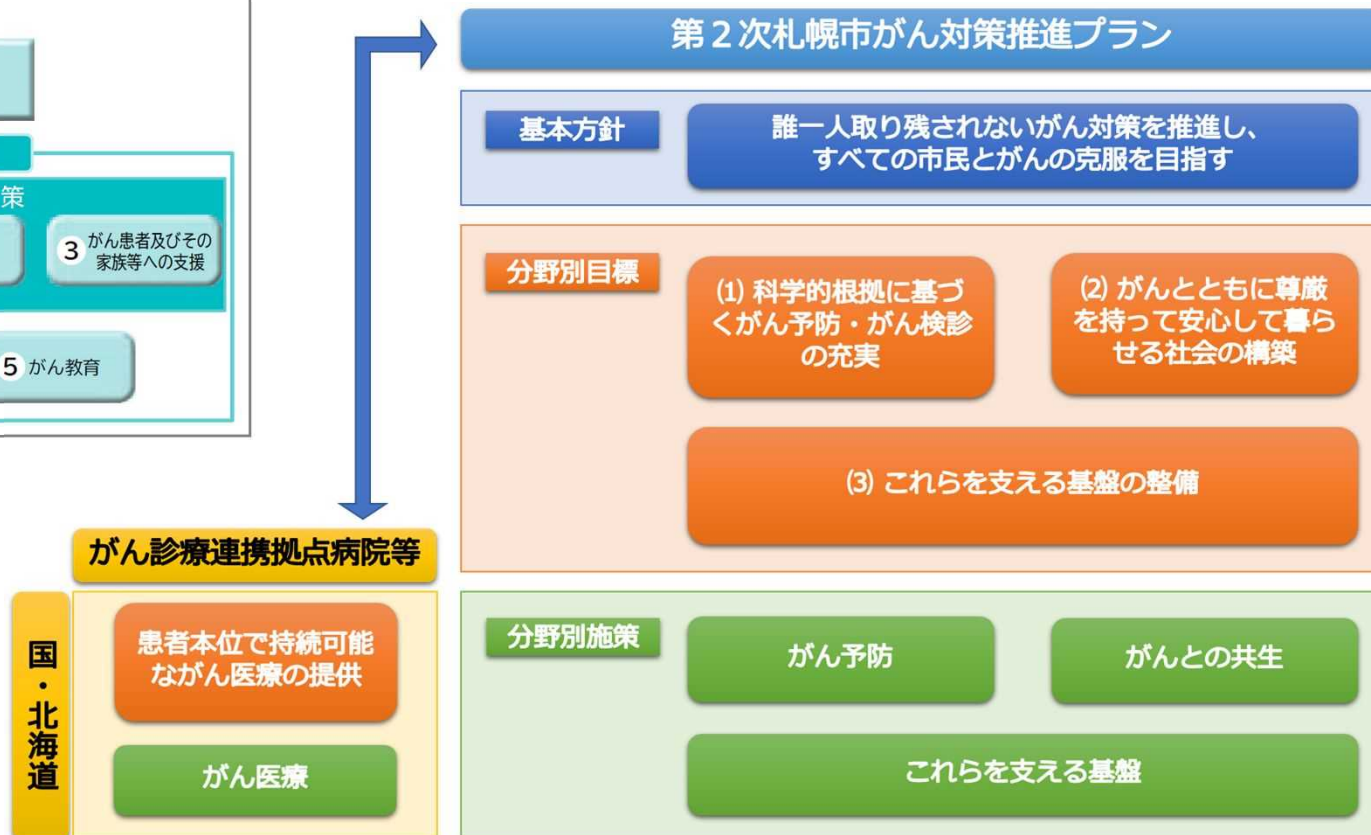 策
3 がん患者及びその
家族等への支援
5 がん教育
第2次札幌市がん対策推進プラン
基本方針
誰一人取り残されないがん対策を推進し、
すべての市民とがんの克服を目指す
分野別目標
⑴ 科学的根拠に基づ
くがん予防・がん検診
の充実
⑵ がんとともに尊厳
を持って安心して暮ら
せる社会の構築
⑶ これらを支える基盤の整備
がん診療連携拠点病院等
国・北海道
患者本位で持続可能
ながん医療の提供
がん医療
分野別施策
がん予防
がんとの共生
これらを支える基盤